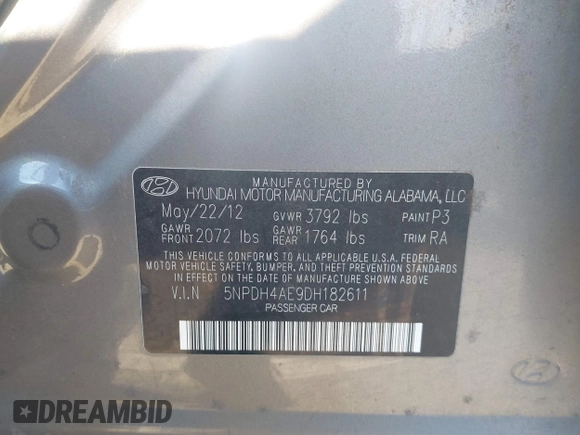 MANUFACTURED BY
HYUNDAI MOTOR MANUFACTURING ALABAMA, LLC
May/22/12 GVWR 3792 lbs PAINT P3
GAWR FRONT 2072 lbs GAWR REAR 1764 lbs TRIM RA
THIS VEHICLE CONFORMS TO ALL APPLICABLE U.S.A. FEDERAL
MOTOR VEHICLE SAFETY, BUMPER, AND THEFT PREVENTION
STANDARDS IN EFFECT ON THE DATE OF MANUFACTURE SHOWN ABOVE
V.I.N 5NPDH4AE9DH182611
PASSENGER CAR
DREAMBID